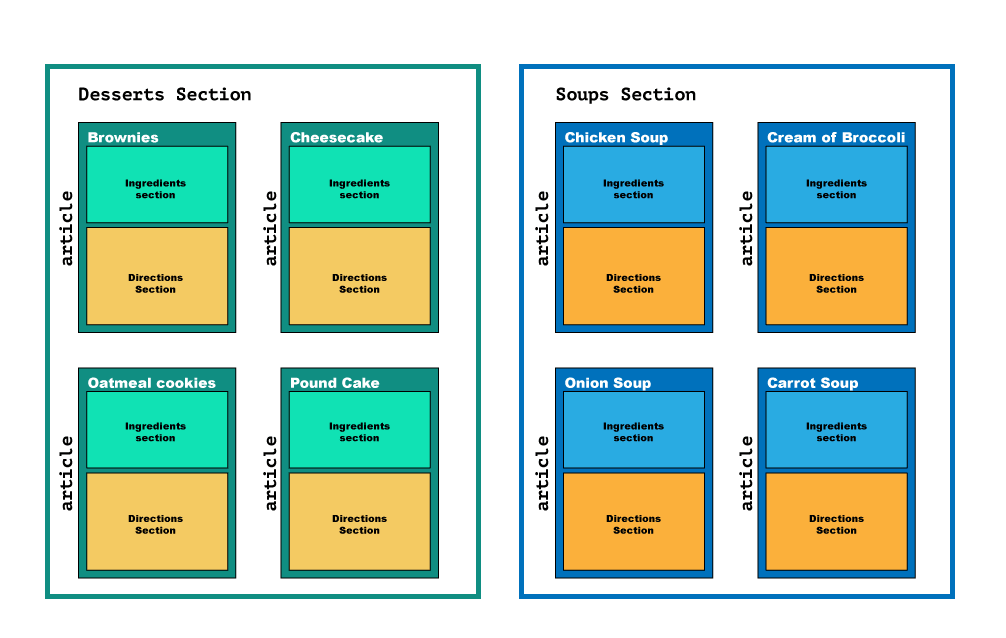 Desserts Section
Brownies
article
Ingredients
section
Directions
Section
Cheesecake
article
Ingredients
section
Directions
Section
Oatmeal cookies
article
Ingredients
section
Directions
Section
Pound Cake
article
Ingredients
section
Directions
Section
Soups Section
Chicken Soup
article
Ingredients
section
Directions
Section
Cream of Broccoli
article
Ingredients
section
Directions
Section
Onion Soup
article
Ingredients
section
Directions
Section
Carrot Soup
article
Ingredients
section
Directions
Section